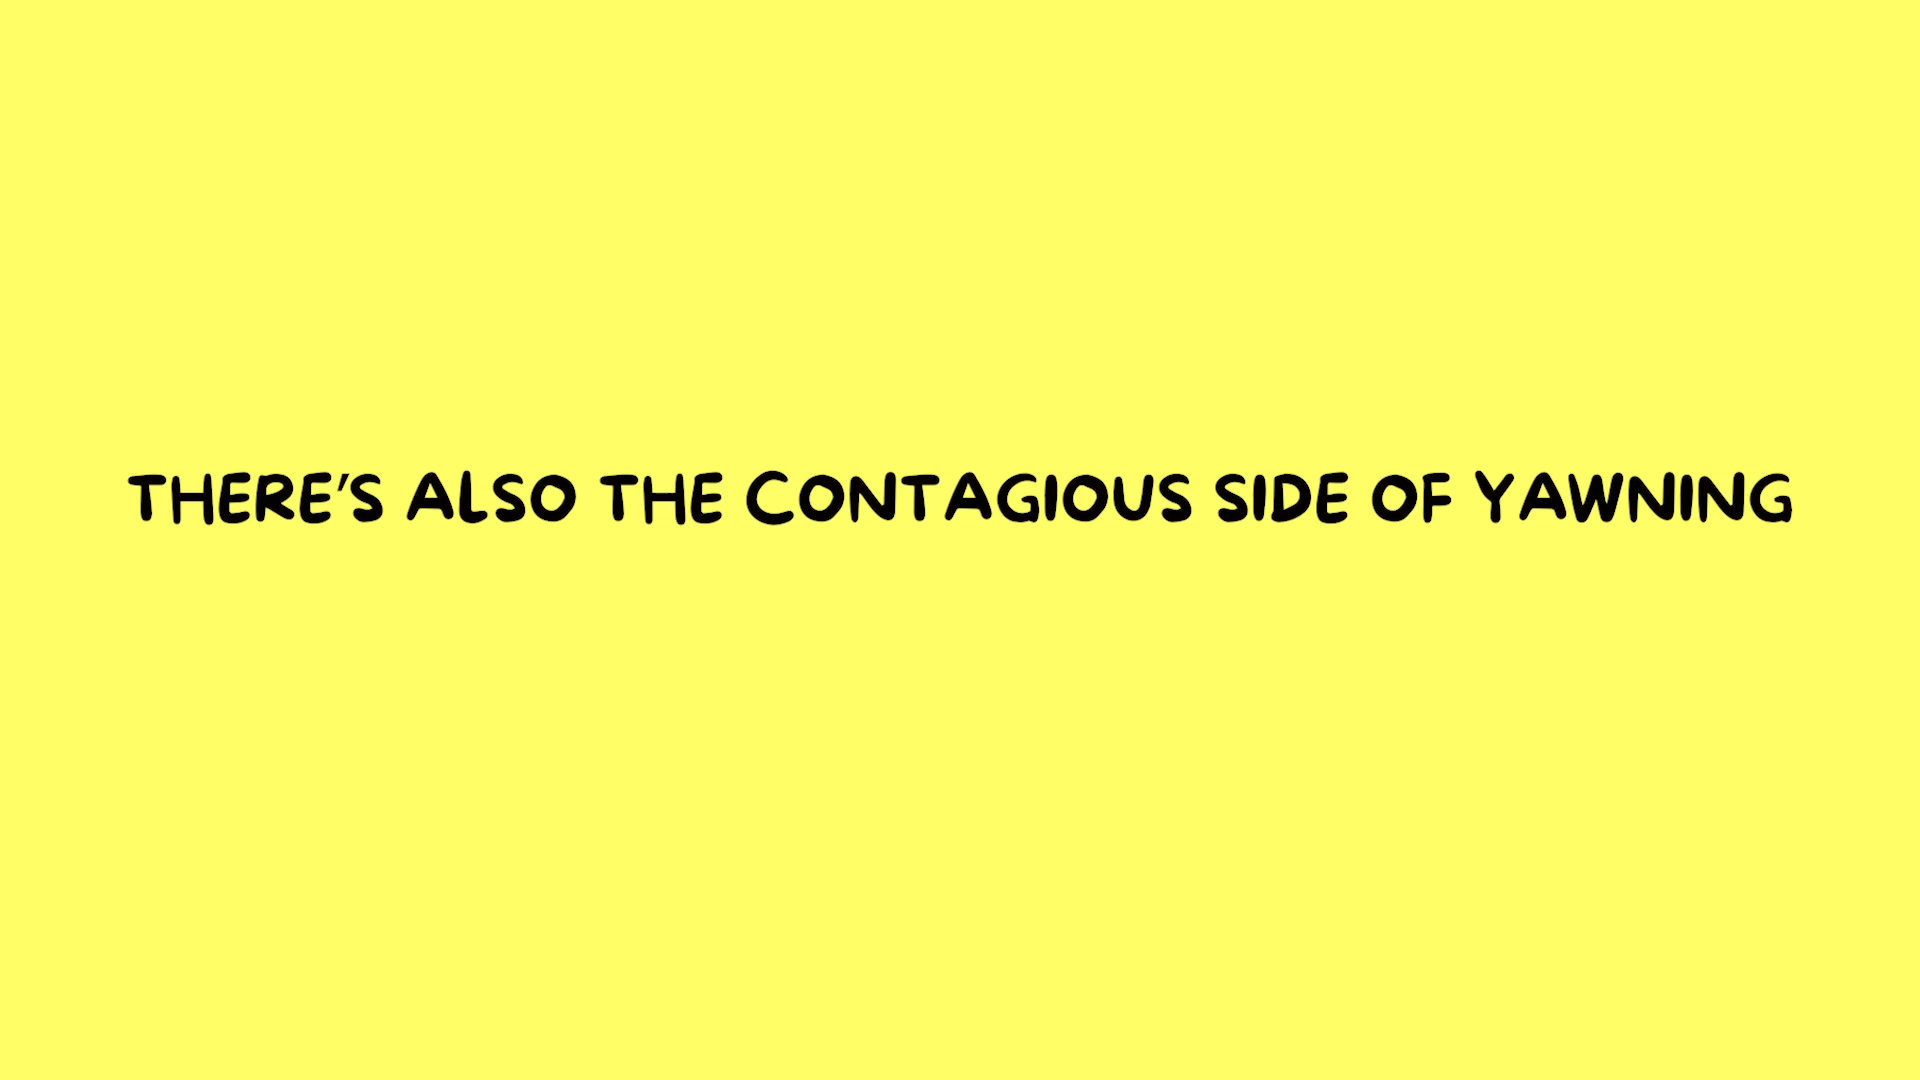 THERE'S ALSO THE CONTAGIOUS SIDE OF YAWNING